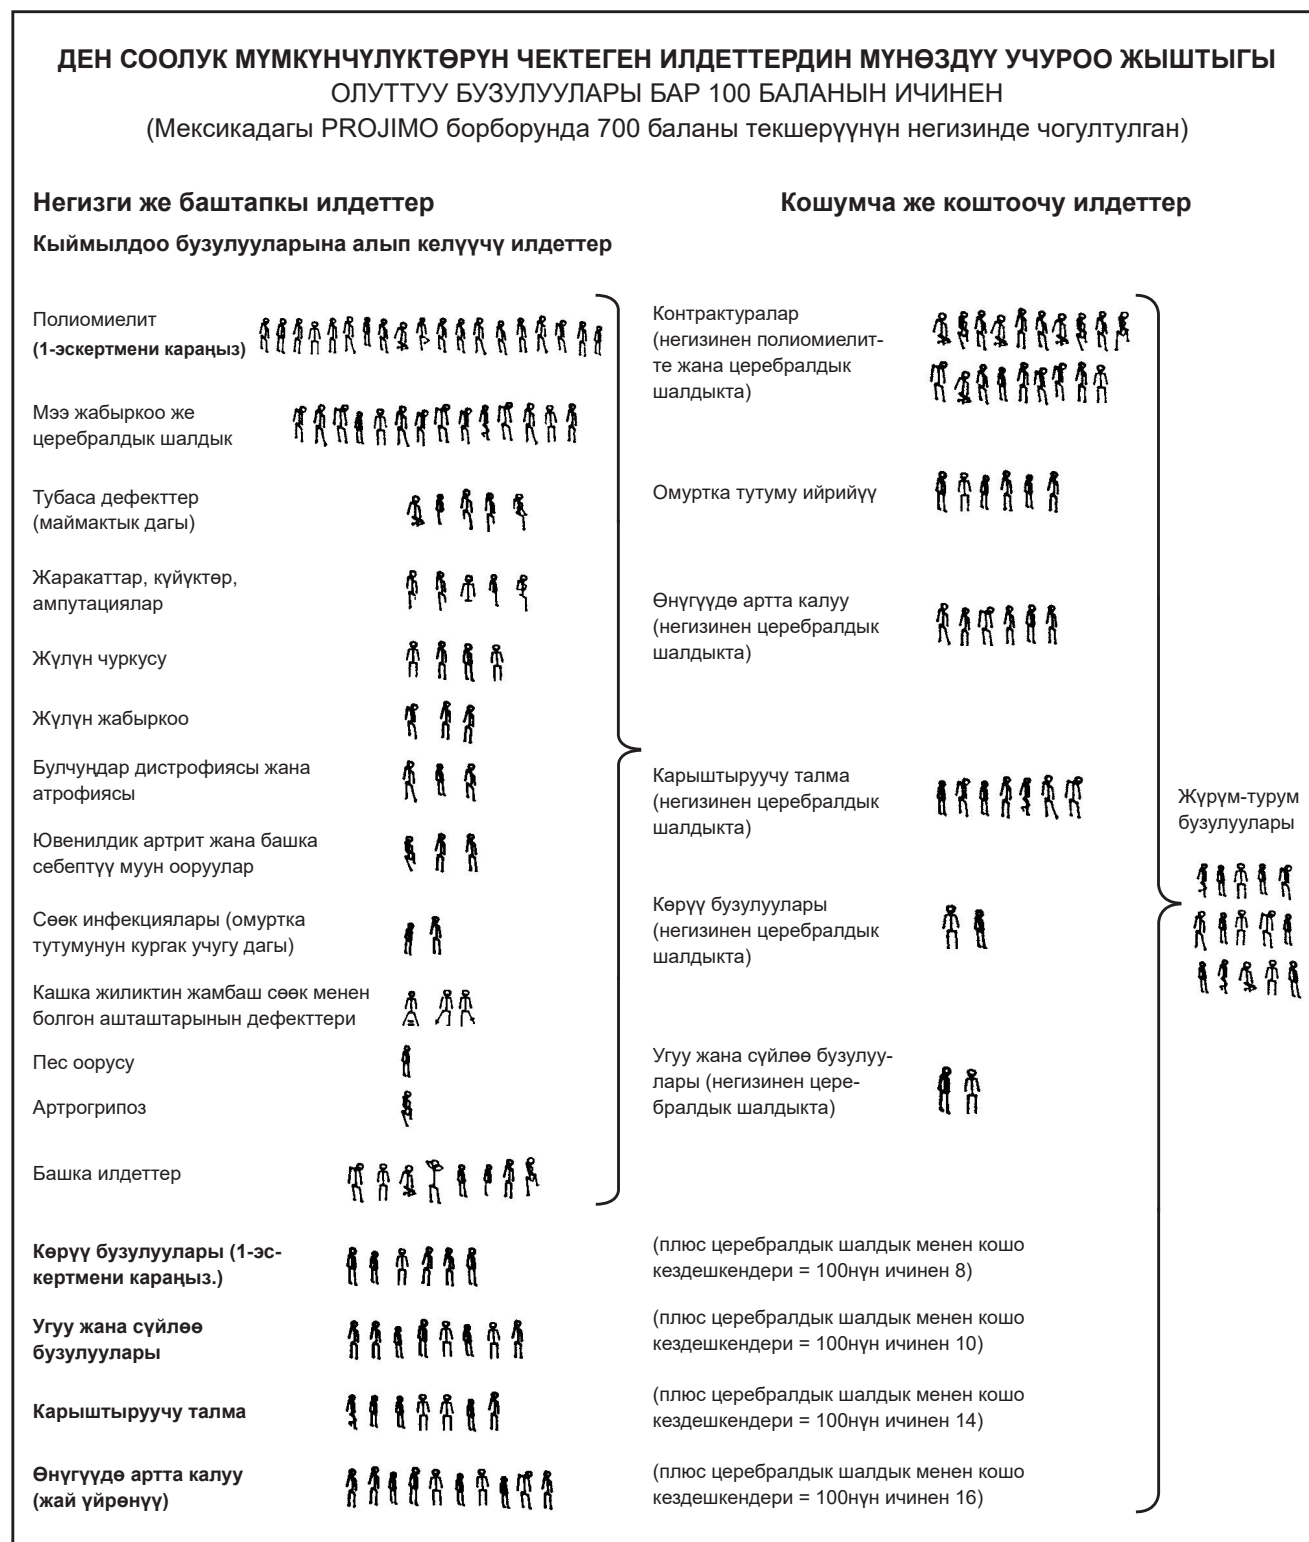 ДЕН СООЛУК МҮМКҮНЧҮЛҮКТӨРҮН ЧЕКТЕГЕН ИЛДЕТТЕРДИН МҮНӨЗДҮҮ УЧУРОО ЖЫШТЫГЫ
ОЛУТТУУ БУЗУЛУУЛАРЫ БАР 100 БАЛАНЫН ИЧИНЕН
(Мексикадагы PROJIMO борборунда 700 баланы текшерүүнүн негизинде чогултулган)
Негизги же баштапкы илдеттер
Кыймылдоо бузулууларына алып келүүчү илдеттер
Полиомиелит
(1-эскертмени караңыз)
Мээ жабыркоо же
церебралдык шалдык
Тубаса дефекттер
(маймактык дагы)
Жаракаттар, күйүктөр,
ампутациялар
Жүлүн чуркусу
Жүлүн жабыркоо
Булчуңдар дистрофиясы жана
атрофиясы
Ювенилдик артрит жана башка
себептүү муун ооруулар
Сөөк инфекциялары (омуртка
тутумунун кургак учугу дагы)
Кашка жиликтин жамбаш сөөк менен
болгон ашташтарынын дефекттери
Пес оорусу
Артрогрипоз
Башка илдеттер
Кошумча же коштоочу илдеттер
Контрактуралар
(негизинен полиомиелит-
те жана церебралдык
шалдыкта)
Омуртка тутуму ийрийүү
Өнүгүүдө артта калуу
(негизинен церебралдык
шалдыкта)
Карыштыруучу талма
(негизинен церебралдык
шалдыкта)
Көрүү бузулуулары
(негизинен церебралдык
шалдыкта)
Угуу жана сүйлөө бузулуу-
лары (негизинен цере-
бралдык шалдыкта)
Жүрүм-турум
бузулуулары
Көрүү бузулуулары (1-эс-
кертмени караңыз.)
(плюс церебралдык шалдык менен кошо
кездешкендери = 100нүн ичинен 8)
Угуу жана сүйлөө
бузулуулары
(плюс церебралдык шалдык менен кошо
кездешкендери = 100нүн ичинен 10)
Карыштыруучу талма
(плюс церебралдык шалдык менен кошо
кездешкендери = 100нүн ичинен 14)
Өнүгүүдө артта калуу
(жай үйрөнүү)
(плюс церебралдык шалдык менен кошо
кездешкендери = 100нүн ичинен 16)